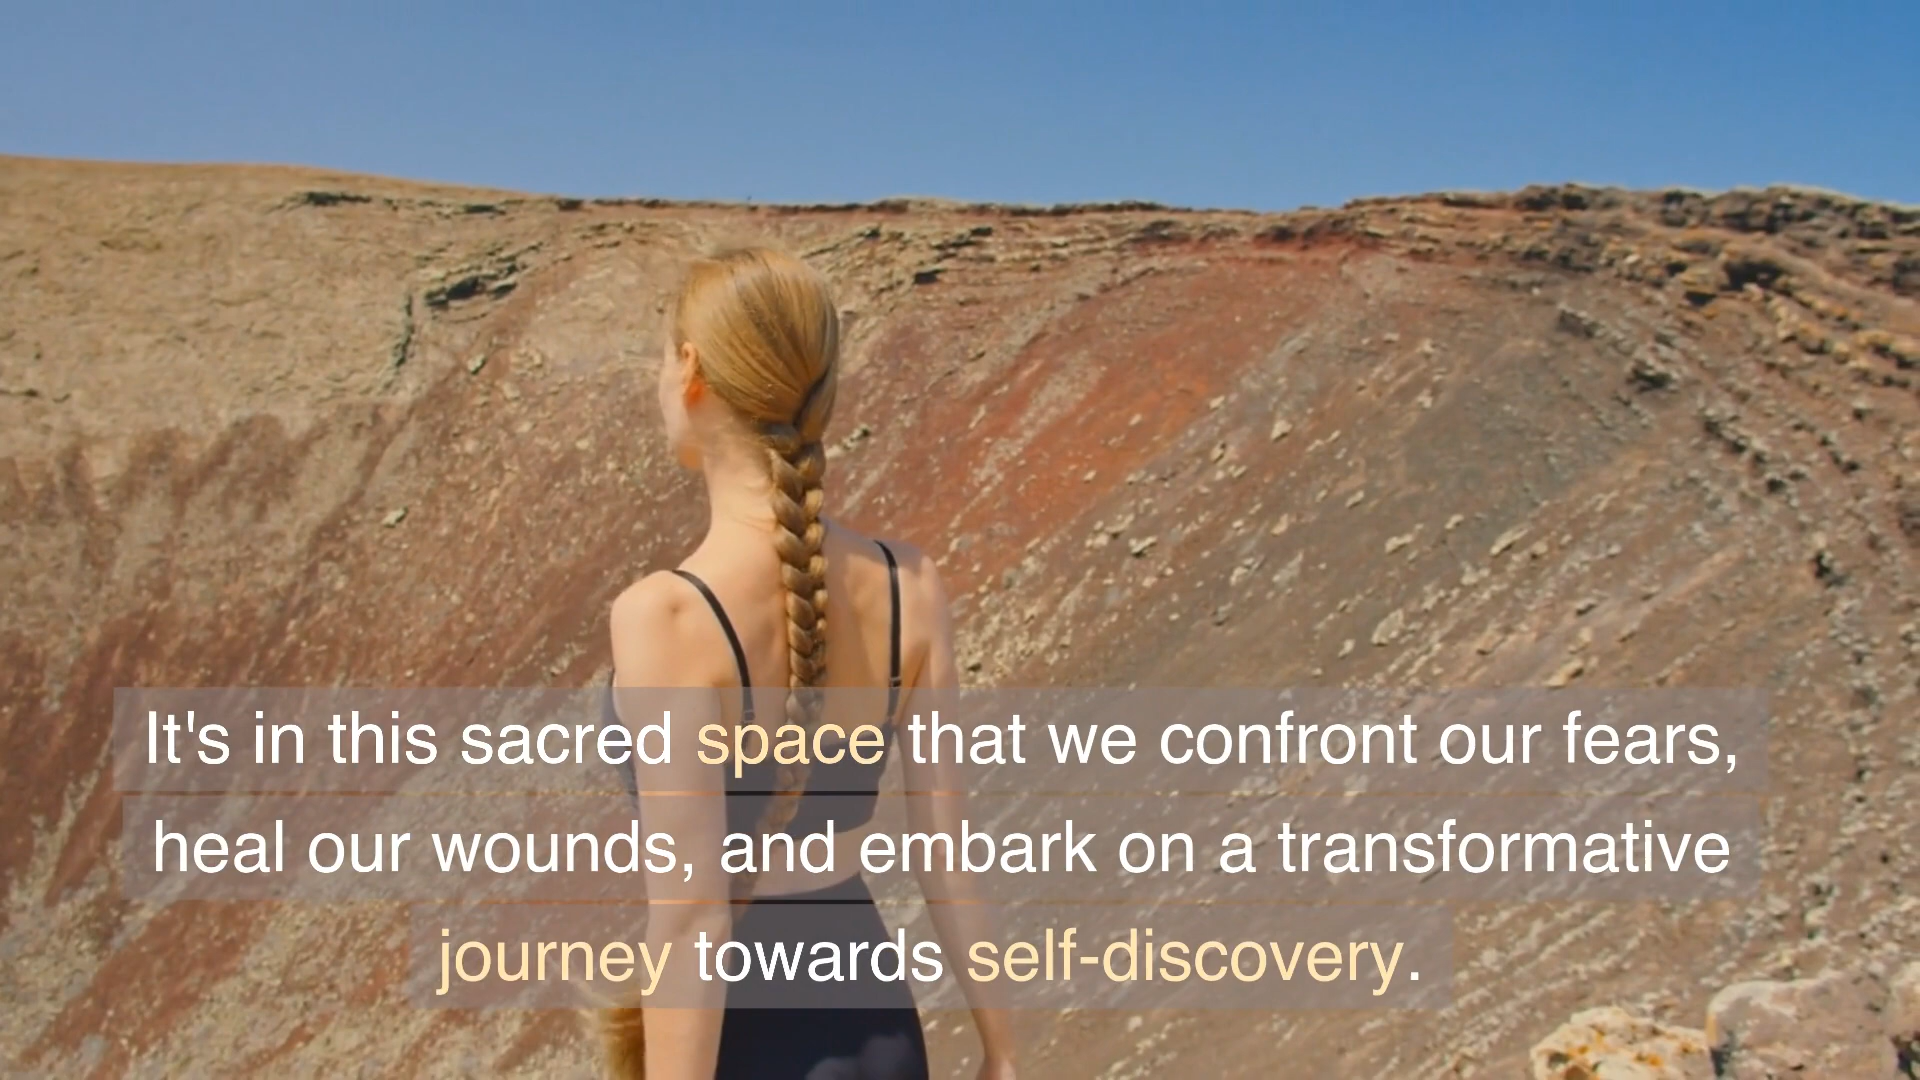 It's in this sacred space that we confront our fears,
heal our wounds, and embark on a transformative
journey towards self-discovery.